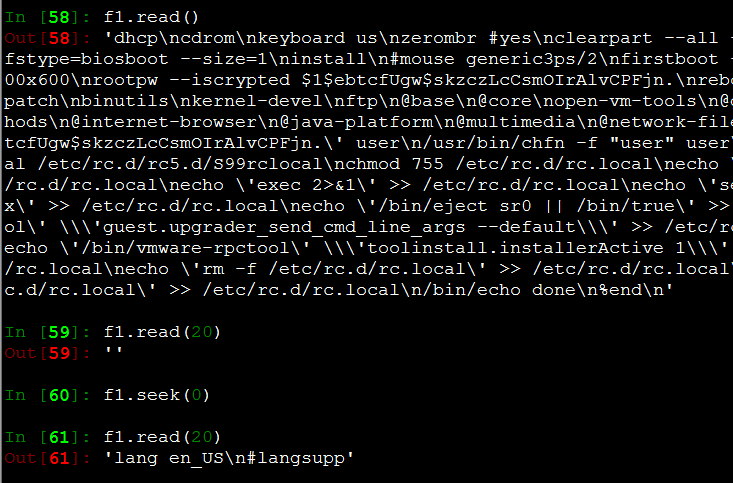 In [58]: f1.read()
Out[58]: 'dhcp\ncdrom\nkeyboard us\nzerombr #yes\nclearpart --all -
fstype=biosboot --size=1\ninstall\n#mouse generic3ps/2\nfirstboot -
00x600\nrootpw --iscrypted $1$ebtcfUgw$skzczLcCsmOIrAlvCPFjn.\nrebo
patch\nbinutils\nkernel-devel\nftp\n@base\n@core\nopen-vm-tools\n@c
hods\n@internet-browser\n@java-platform\n@multimedia\n@network-file
tcfUgw$skzczLcCsmOIrAlvCPFjn.\' user\n/usr/bin/chfn -f "user" user
al /etc/rc.d/rc5.d/S99rclocal\nchmod 755 /etc/rc.d/rc.local\necho \
/rc.d/rc.local\necho \'exec 2>&1\' >> /etc/rc.d/rc.local\necho \'se
x\' >> /etc/rc.d/rc.local\necho \'/bin/eject sr0 || /bin/true\' >>
ol\' \\\'guest.upgrader_send_cmd_line_args --default\\\' >> /etc/rc
echo \'/bin/vmware-rpctool\' \\\'toolinstall.installerActive 1\\\'
/rc.local\necho \'rm -f /etc/rc.d/rc.local\' >> /etc/rc.d/rc.local\
c.d/rc.local\' >> /etc/rc.d/rc.local\n/bin/echo done\n%end\n'
In [59]: f1.read(20)
Out[59]: ''
In [60]: f1.seek(0)
In [61]: f1.read(20)
Out[61]: 'lang en_US\n#langsupp'